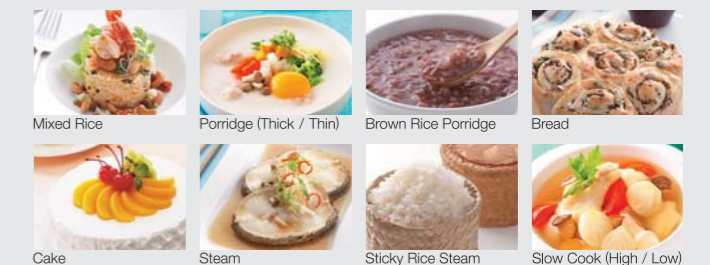 Mixed Rice
Porridge (Thick / Thin)
Brown Rice Porridge
Bread
Cake
Steam
Sticky Rice Steam
Slow Cook (High / Low)